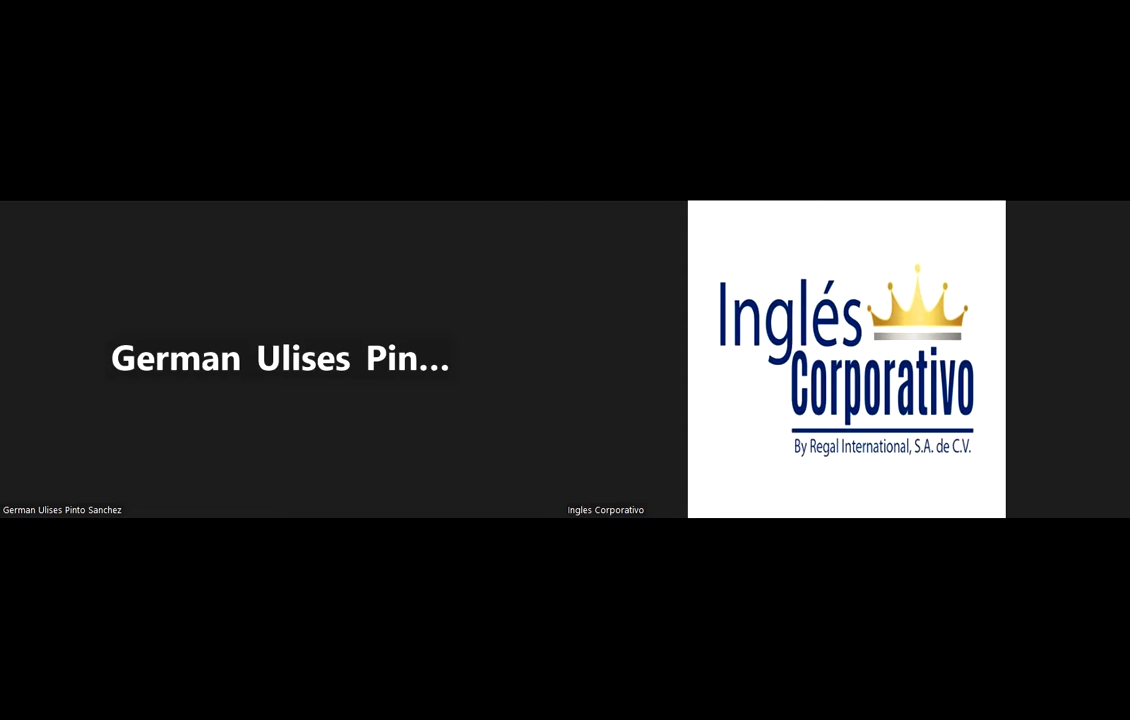 German Ulises Pin...
German Ulises Pinto Sanchez
Inglés
Corporativo
By Regal International, S.A. de C.V.
Ingles Corporativo